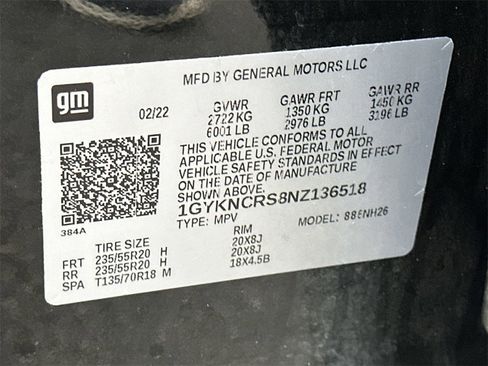 MFD BY GENERAL MOTORS LLC
gm
02/22
GVWR GAWR FRT GAWR RR
2722 KG 1350 KG 1450 KG
6001 LB 2976 LB 3196 LB
THIS VEHICLE CONFORMS TO ALL
APPLICABLE U.S. FEDERAL MOTOR
VEHICLE SAFETY STANDARDS IN EFFECT
ON THE DATE OF MANUFACTURE
SHOWN ABOVE.
1GYKNCRS8NZ136518
TYPE: MPV MODEL:
384A
TIRE SIZE RIM
FRT 235/55R20 H 20X8J
RR 235/55R20 H 20X8J
SPA T135/70R18 M 18X4.5B